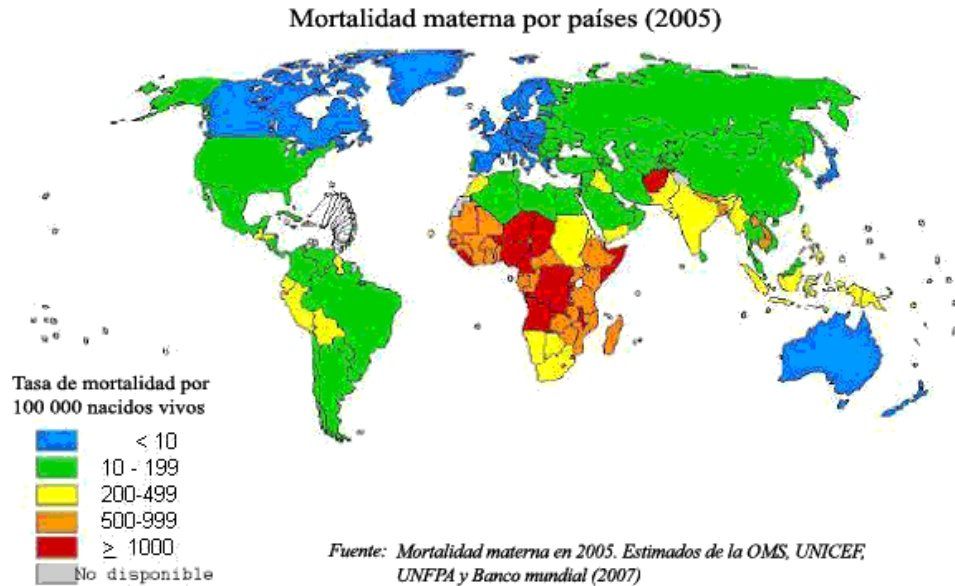 Mortalidad materna por países (2005)
Tasa de mortalidad por
100 000 nacidos vivos
< 10
10 - 199
200-499
500-999
≥ 1000
No disponible
Fuente: Mortalidad materna en 2005. Estimados de la OMS, UNICEF,
UNFPA y Banco mundial (2007)